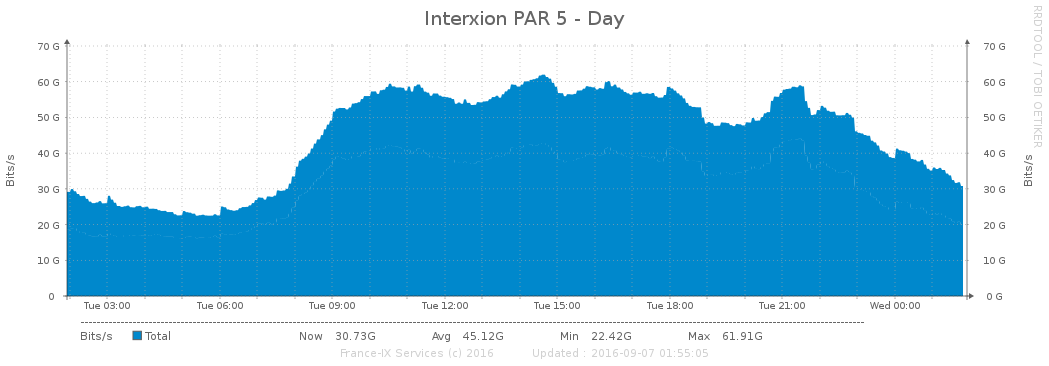 Interxion PAR 5 - Day
RRDTOOL / TOBI OETIKER
Bits/s
70 G
60 G
50 G
40 G
30 G
20 G
10 G
0
70 G
60 G
50 G
40 G
30 G
20 G
10 G
0 G
Bits/s
Tue 03:00 Tue 06:00 Tue 09:00 Tue 12:00 Tue 15:00 Tue 18:00 Tue 21:00 Wed 00:00
Bits/s Total Now 30.73G Avg 45.12G Min 22.42G Max 61.91G
France-IX Services (c) 2016 Updated : 2016-09-07 01:55:05